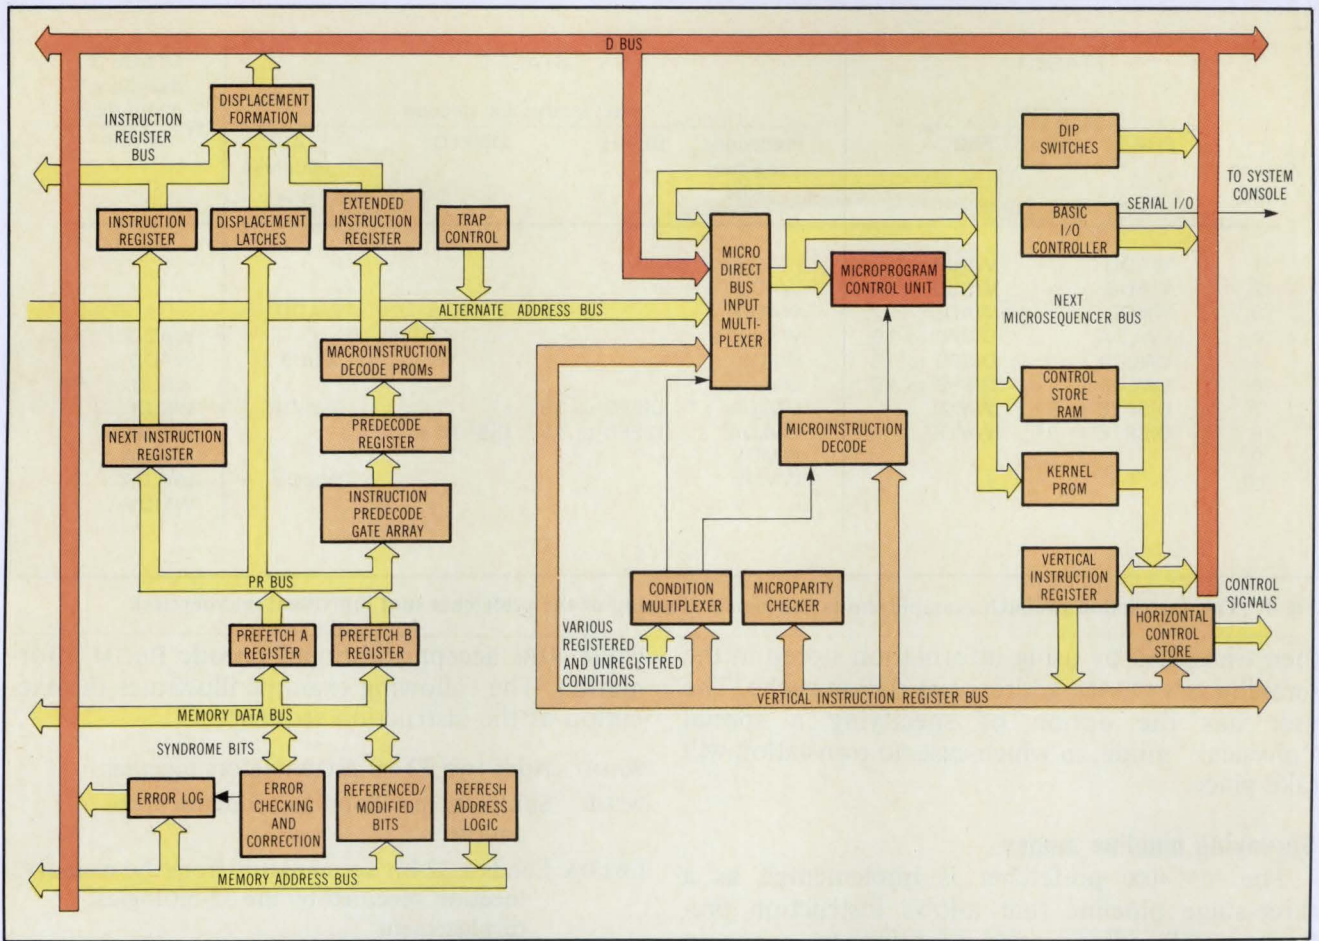 D BUS
DISPLACEMENT
FORMATION
INSTRUCTION
REGISTER
BUS
DIP
SWITCHES
TO SYSTEM
CONSOLE
INSTRUCTION
REGISTER
DISPLACEMENT
LATCHES
EXTENDED
INSTRUCTION
REGISTER
TRAP
CONTROL
SERIAL I/O
BASIC
I/O
CONTROLLER
MICRO
DIRECT
BUS
INPUT
MULTI-
PLEXER
MICROPROGRAM
CONTROL UNIT
NEXT
MICROSEQUENCER BUS
ALTERNATE ADDRESS BUS
MACROINSTRUCTION
DECODE PROMs
CONTROL
STORE
RAM
NEXT INSTRUCTION
REGISTER
PREDECODE
REGISTER
MICROINSTRUCTION
DECODE
KERNEL
PROM
INSTRUCTION
PREDECODE
GATE ARRAY
PR BUS
CONDITION
MULTIPLEXER
MICROPARITY
CHECKER
VERTICAL
INSTRUCTION
REGISTER
CONTROL
SIGNALS
PREFETCH A
REGISTER
PREFETCH B
REGISTER
VARIOUS
REGISTERED
AND UNREGISTERED
CONDITIONS
HORIZONTAL
CONTROL
STORE
VERTICAL INSTRUCTION REGISTER BUS
MEMORY DATA BUS
SYNDROME BITS
ERROR LOG
ERROR
CHECKING
AND
CORRECTION
REFERENCED/
MODIFIED
BITS
REFRESH
ADDRESS
LOGIC
MEMORY ADDRESS BUS